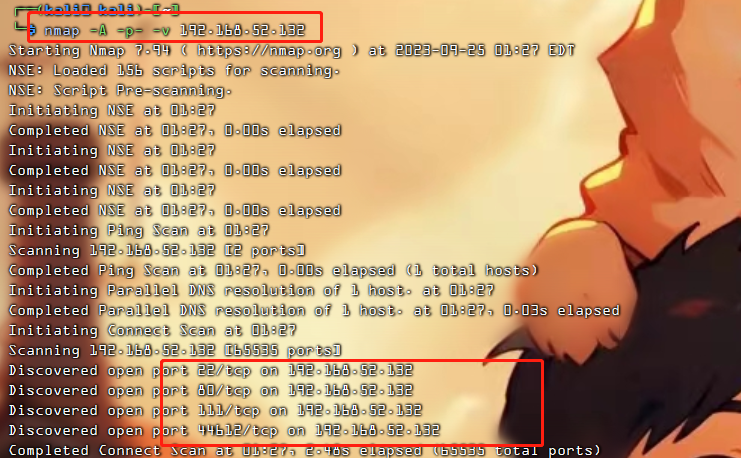 (kali㉿kali)-[~]
$ nmap -A -p- -v 192.168.52.132
Starting Nmap 7.94 ( https://nmap.org ) at 2023-09-25 01:27 EDT
NSE: Loaded 156 scripts for scanning.
NSE: Script Pre-scanning.
Initiating NSE at 01:27
Completed NSE at 01:27, 0.00s elapsed
Initiating NSE at 01:27
Completed NSE at 01:27, 0.00s elapsed
Initiating NSE at 01:27
Completed NSE at 01:27, 0.00s elapsed
Initiating Ping Scan at 01:27
Scanning 192.168.52.132 [2 ports]
Completed Ping Scan at 01:27, 0.00s elapsed (1 total hosts)
Initiating Parallel DNS resolution of 1 host. at 01:27
Completed Parallel DNS resolution of 1 host. at 01:27, 0.03s elapsed
Initiating Connect Scan at 01:27
Scanning 192.168.52.132 [65535 ports]
Discovered open port 22/tcp on 192.168.52.132
Discovered open port 80/tcp on 192.168.52.132
Discovered open port 111/tcp on 192.168.52.132
Discovered open port 44612/tcp on 192.168.52.132
Completed Connect Scan at 01:27, 2.48s elapsed (65535 total ports)